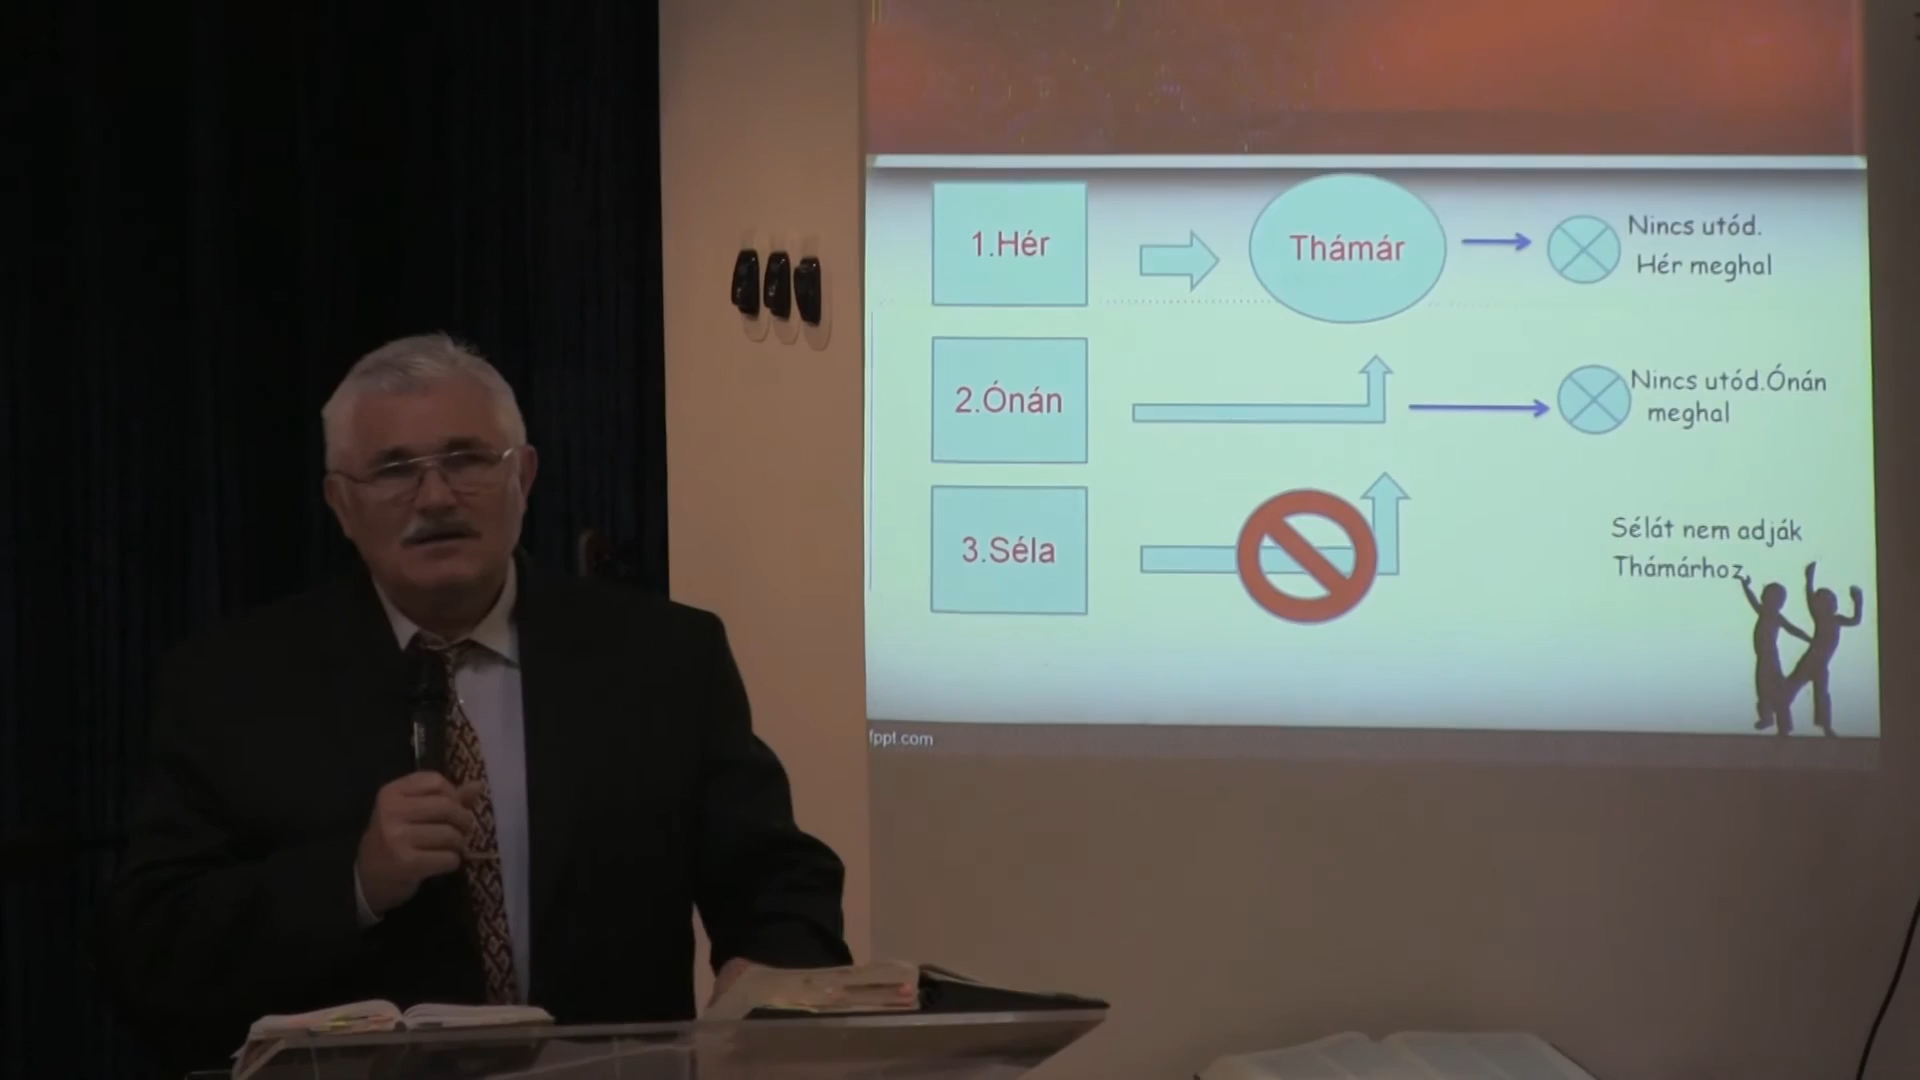 1.Hér
Thámár
Nincs utód.
Hér meghal
2.Ónán
Nincs utód.Ónán
meghal
3.Séla
Sélát nem adják
Thámárhoz.
fppt.com